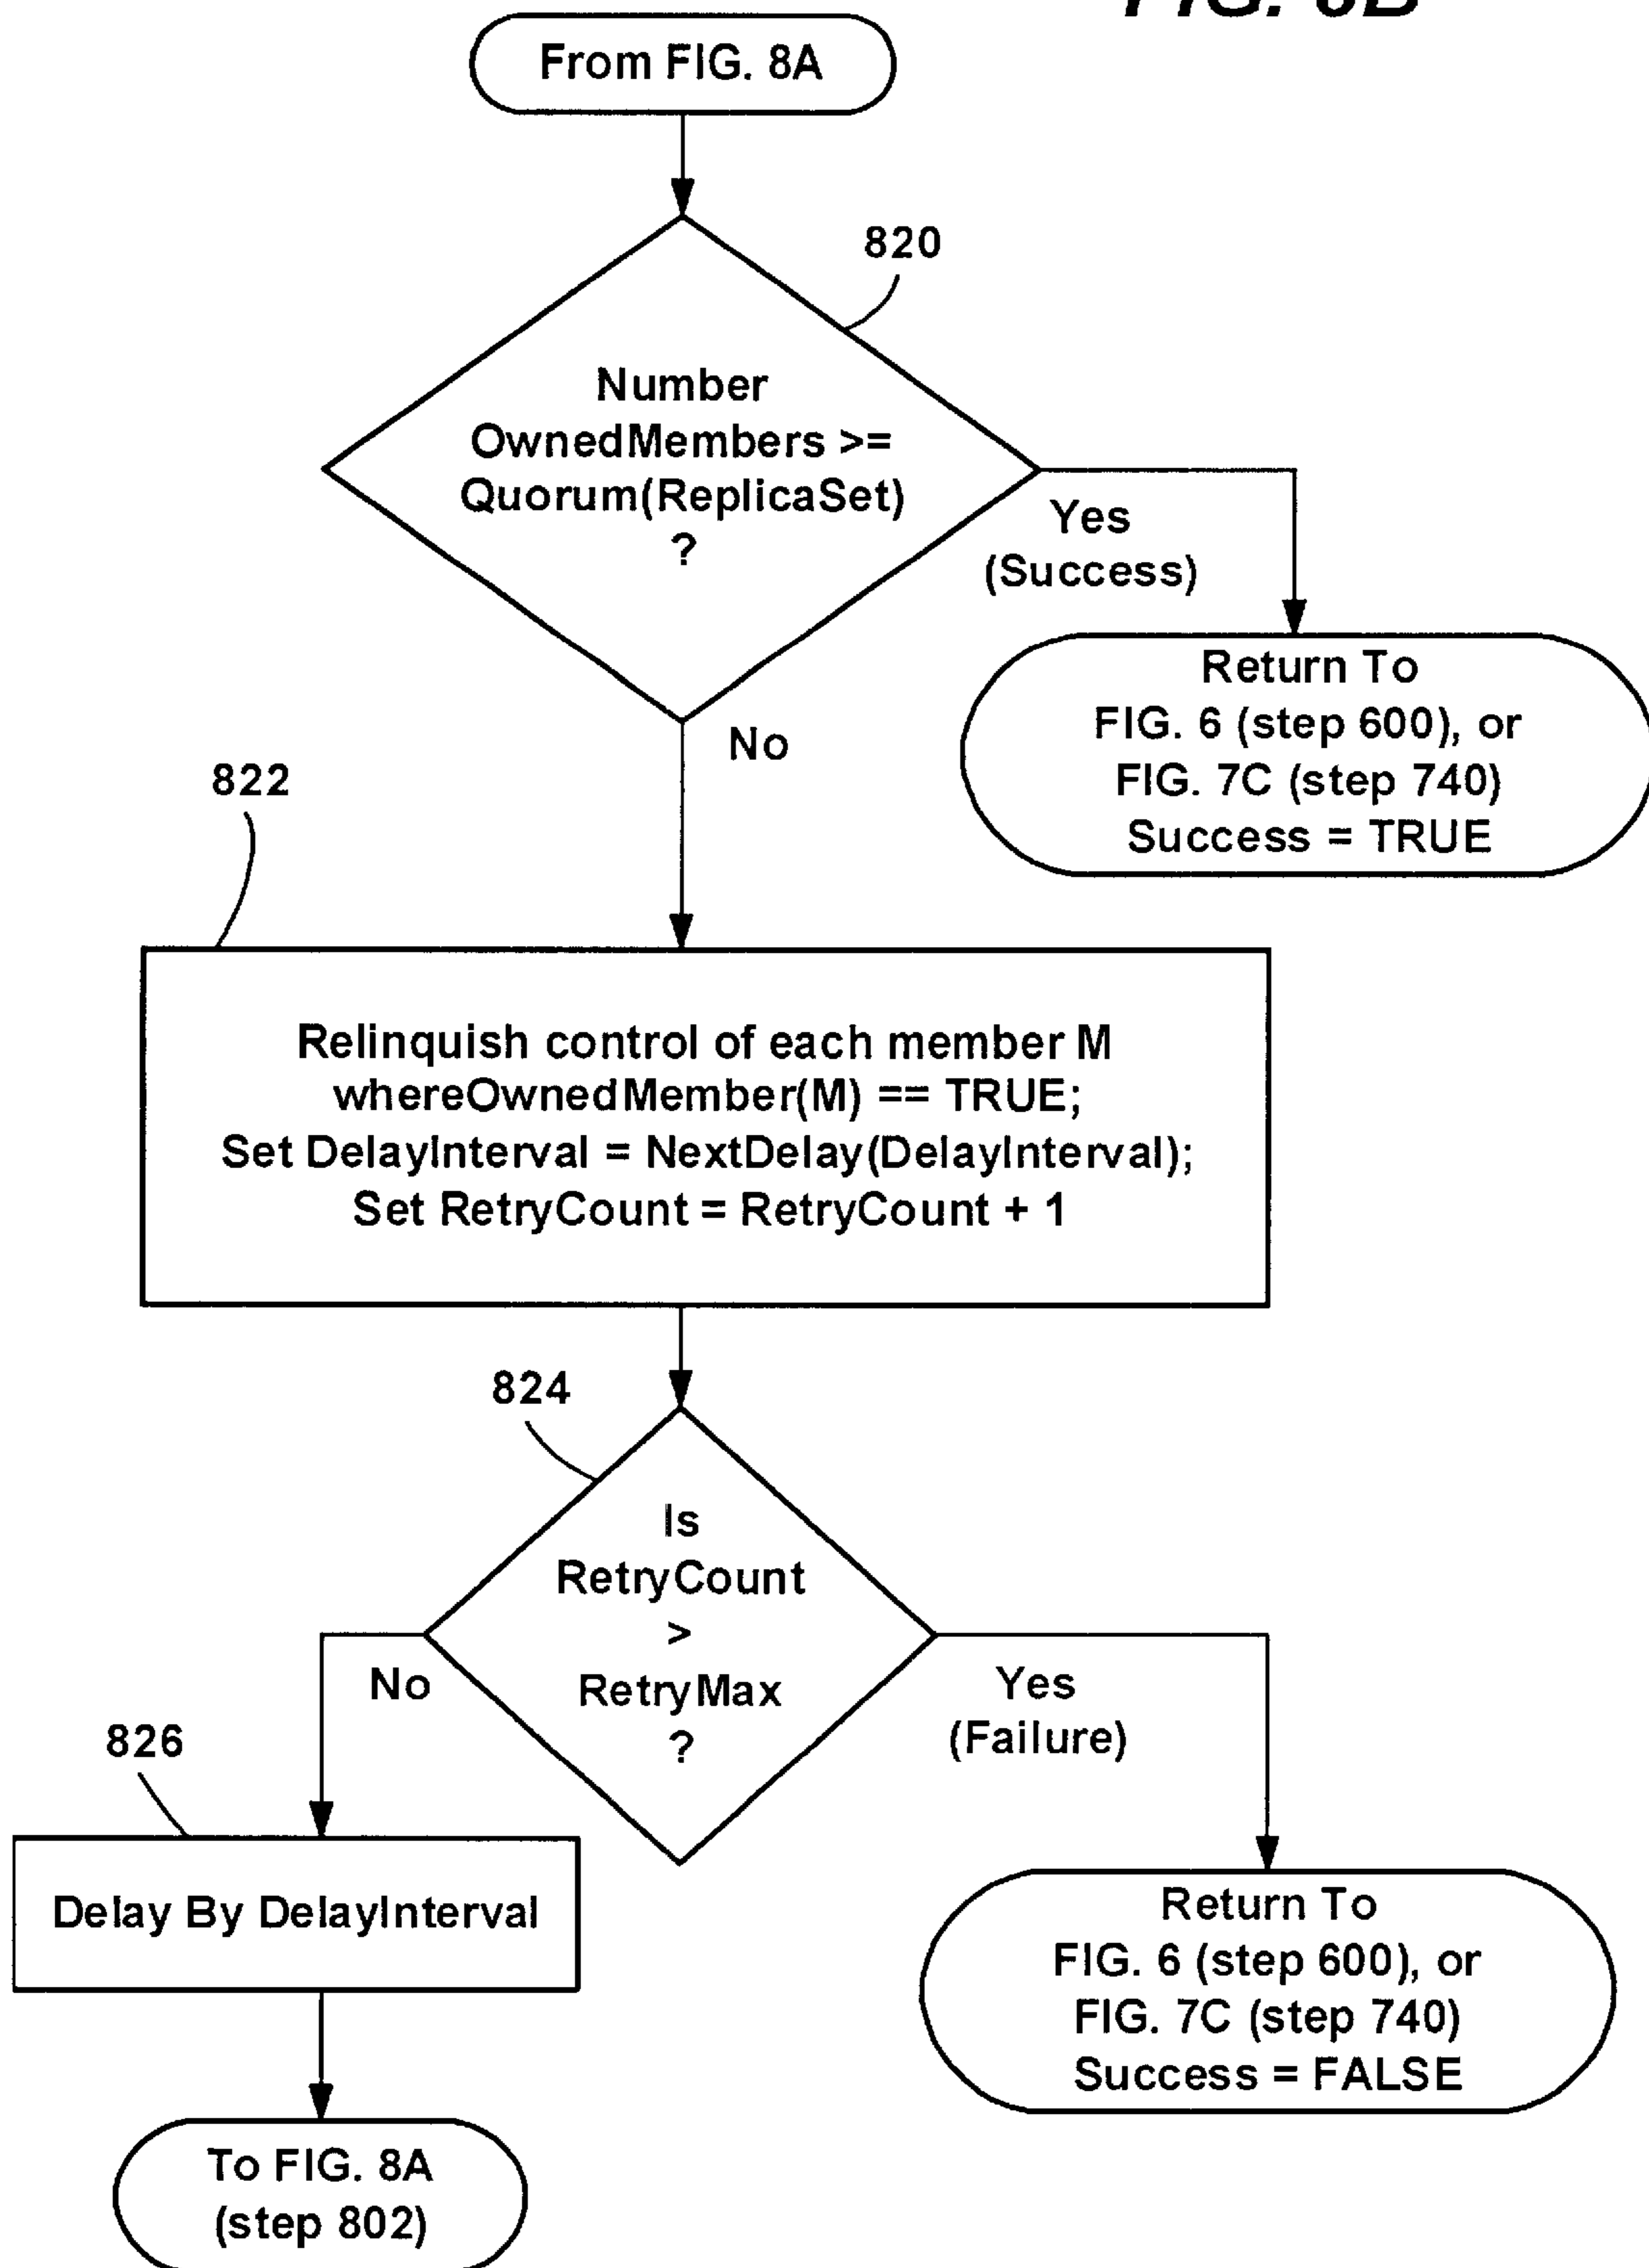 FIG. 8B
From FIG. 8A
820
Number
OwnedMembers >=
Quorum(ReplicaSet)
?
Yes
(Success)
Return To
FIG. 6 (step 600), or
FIG. 7C (step 740)
Success = TRUE
No
822
Relinquish control of each member M
whereOwnedMember(M) == TRUE;
Set DelayInterval = NextDelay(DelayInterval);
Set RetryCount = RetryCount + 1
824
Is
RetryCount
>
RetryMax
?
No
Yes
(Failure)
826
Delay By DelayInterval
Return To
FIG. 6 (step 600), or
FIG. 7C (step 740)
Success = FALSE
To FIG. 8A
(step 802)